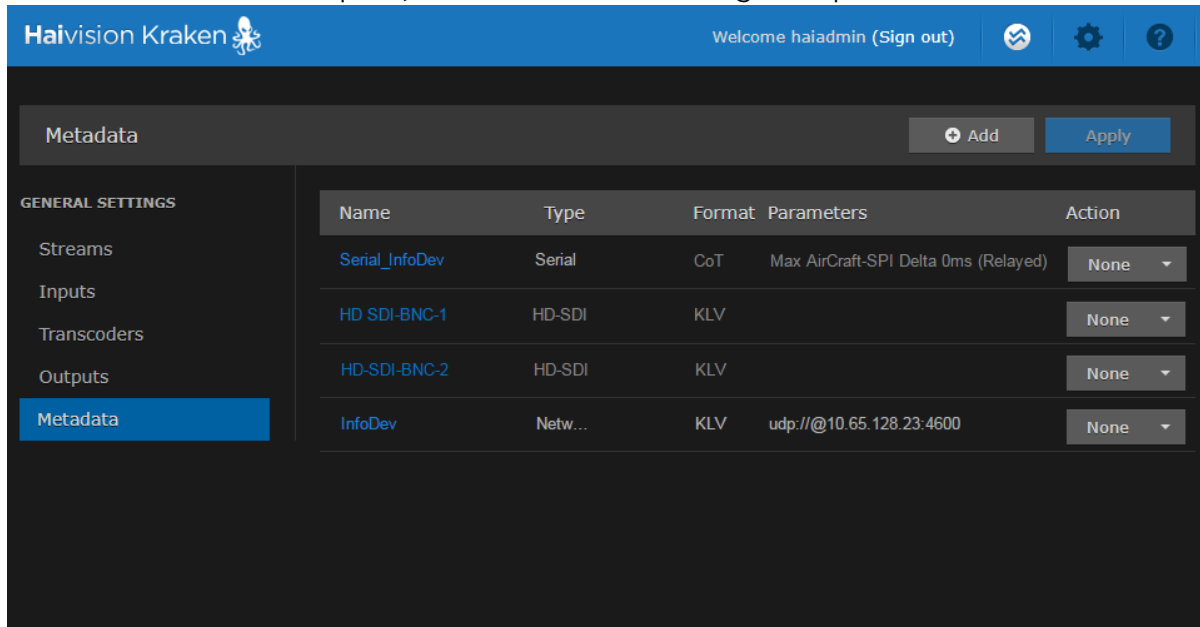 Haivision Kraken
Welcome haiadmin (Sign out)
Metadata
Add
Apply
GENERAL SETTINGS
Streams
Inputs
Transcoders
Outputs
Metadata
Name Type Format Parameters Action
Serial_InfoDev Serial CoT Max AirCraft-SPI Delta 0ms (Relayed) None
HD SDI-BNC-1 HD-SDI KLV None
HD-SDI-BNC-2 HD-SDI KLV None
InfoDev Netw... KLV udp://@10.65.128.23:4600 None